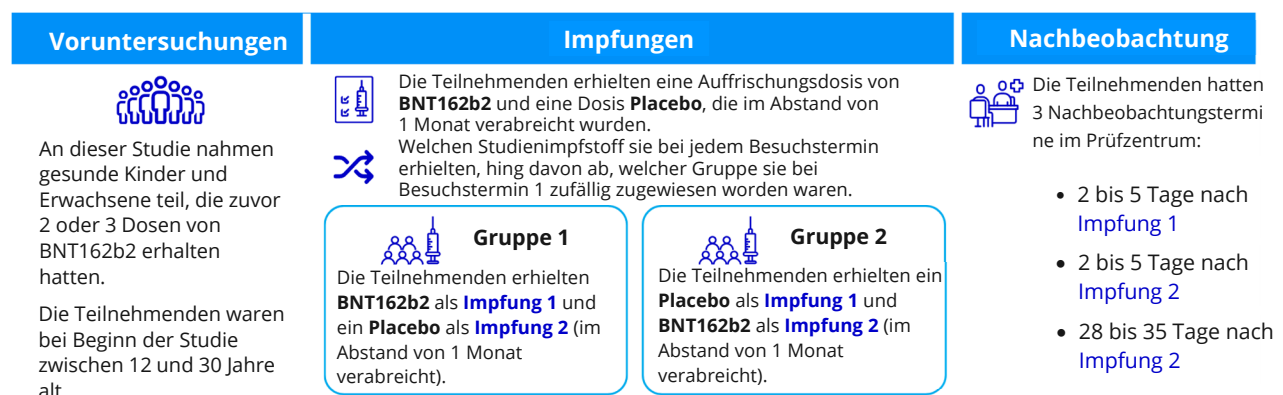 Voruntersuchungen
An dieser Studie nahmen
gesunde Kinder und
Erwachsene teil, die zuvor
2 oder 3 Dosen von
BNT162b2 erhalten
hatten.
Die Teilnehmenden waren
bei Beginn der Studie
zwischen 12 und 30 Jahre
alt
Impfungen
Die Teilnehmenden erhielten eine Auffrischungsdosis von
BNT162b2 und eine Dosis Placebo, die im Abstand von
1 Monat verabreicht wurden.
Welchen Studienimpfstoff sie bei jedem Besuchstermin
erhielten, hing davon ab, welcher Gruppe sie bei
Besuchstermin 1 zufällig zugewiesen worden waren.
Gruppe 1
Die Teilnehmenden erhielten
BNT162b2 als Impfung 1 und
ein Placebo als Impfung 2 (im
Abstand von 1 Monat
verabreicht).
Gruppe 2
Die Teilnehmenden erhielten ein
Placebo als Impfung 1 und
BNT162b2 als Impfung 2 (im
Abstand von 1 Monat
verabreicht).
Nachbeobachtung
Die Teilnehmenden hatten
3 Nachbeobachtungstermi
ne im Prüfzentrum:
• 2 bis 5 Tage nach
Impfung 1
• 2 bis 5 Tage nach
Impfung 2
• 28 bis 35 Tage nach
Impfung 2